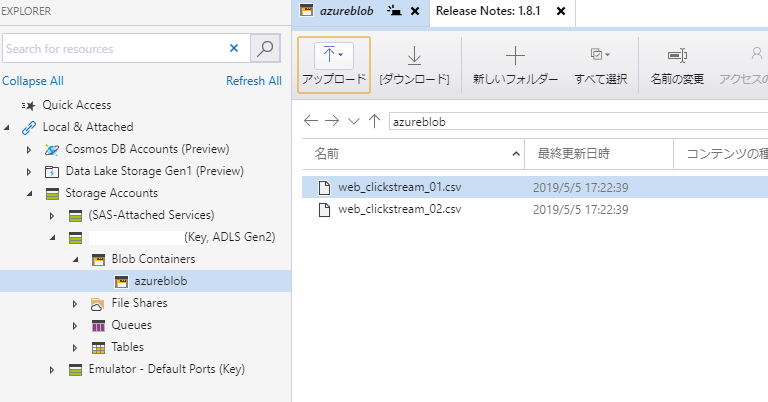 EXPLORER
Search for resources
Collapse All Refresh All
Quick Access
Local & Attached
Cosmos DB Accounts (Preview)
Data Lake Storage Gen1 (Preview)
Storage Accounts
(SAS-Attached Services)
(Key, ADLS Gen2)
Blob Containers
azureblob
File Shares
Queues
Tables
Emulator - Default Ports (Key)
azureblob Release Notes: 1.8.1
アップロード [ダウンロード] 新しいフォルダー すべて選択 名前の変更 アクセスの
azureblob
名前 最終更新日時 コンテンツの種
web_clickstream_01.csv 2019/5/5 17:22:39
web_clickstream_02.csv 2019/5/5 17:22:39